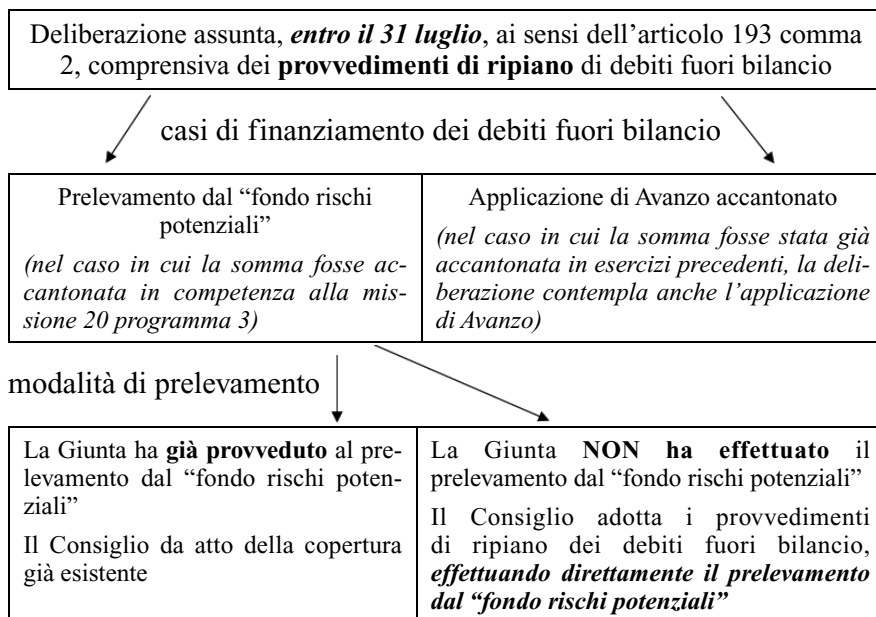 Deliberazione assunta, entro il 31 luglio, ai sensi dell’articolo 193 comma
2, comprensiva dei provvedimenti di ripiano di debiti fuori bilancio
casi di finanziamento dei debiti fuori bilancio
Prelevamento dal “fondo rischi
potenziali”
(nel caso in cui la somma fosse ac-
cantonata in competenza alla mis-
sione 20 programma 3)
Applicazione di Avanzo accantonato
(nel caso in cui la somma fosse stata già
accantonata in esercizi precedenti, la deli-
berazione contempla anche l’applicazione
di Avanzo)
modalità di prelevamento
La Giunta ha già provveduto al pre-
levamento dal “fondo rischi poten-
ziali”
Il Consiglio da atto della copertura
già esistente
La Giunta NON ha effettuato il
prelevamento dal “fondo rischi potenziali”
Il Consiglio adotta i provvedimenti
di ripiano dei debiti fuori bilancio,
effettuando direttamente il prelevamento
dal “fondo rischi potenziali”